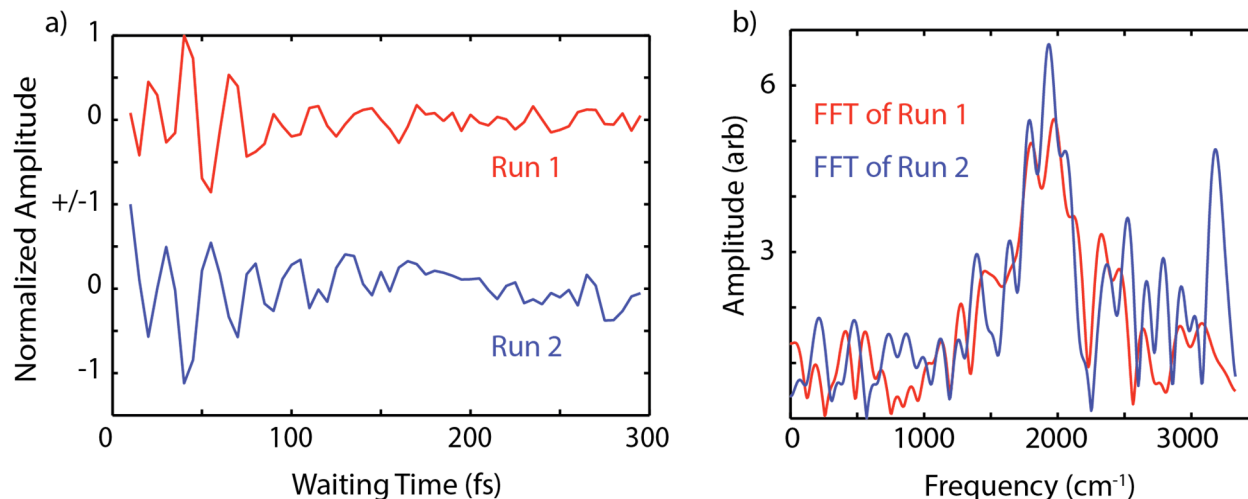 a)
Normalized Amplitude
1
0
+/-1
0
-1
Run 1
Run 2
0
100
200
300
Waiting Time (fs)
b)
Amplitude (arb)
6
3
FFT of Run 1
FFT of Run 2
0
1000
2000
3000
Frequency (cm⁻¹)